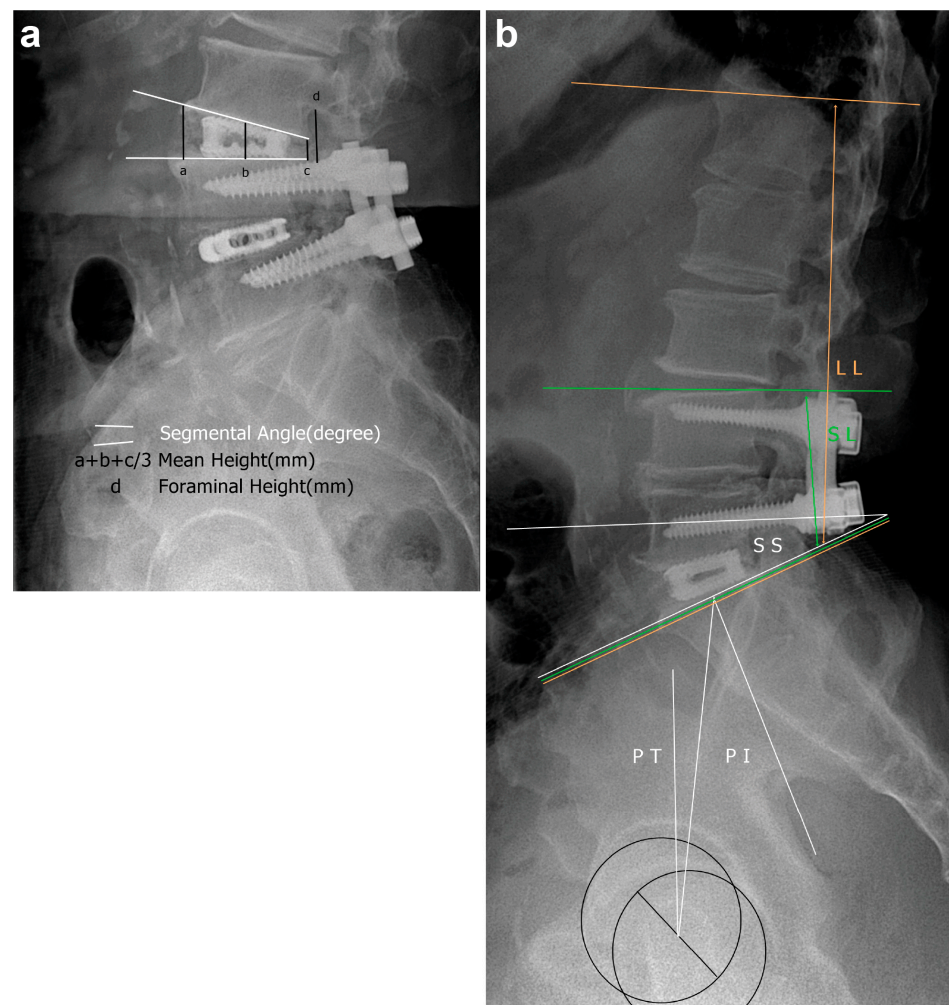 a
d
a
b
c
Segmental Angle(degree)
a+b+c/3 Mean Height(mm)
d Foraminal Height(mm)
b
L L
S L
S S
P T
P I